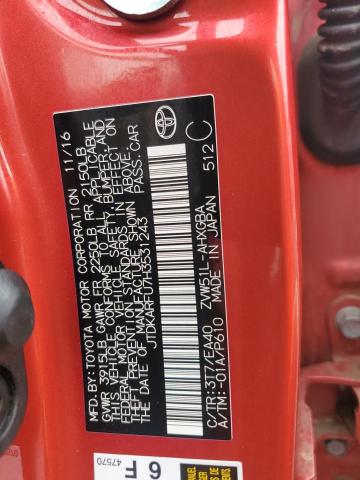 MFD. BY: TOYOTA MOTOR CORPORATION 11/16
GVWR 3915LB GAWR FR 2250LB RR 2150LB
THIS VEHICLE CONFORMS TO ALL APPLICABLE
FEDERAL MOTOR VEHICLE SAFETY, BUMPER, AND
THEFT PREVENTION STANDARDS IN EFFECT ON
THE DATE OF MANUFACTURE SHOWN ABOVE.
JTDKARFU7H3531243 PASS. CAR
C/TR: 3T7/EA40 ZVW51L-AHXGBA
A/TM: -01A/P610 MADE IN JAPAN 512 C
47570
6 F